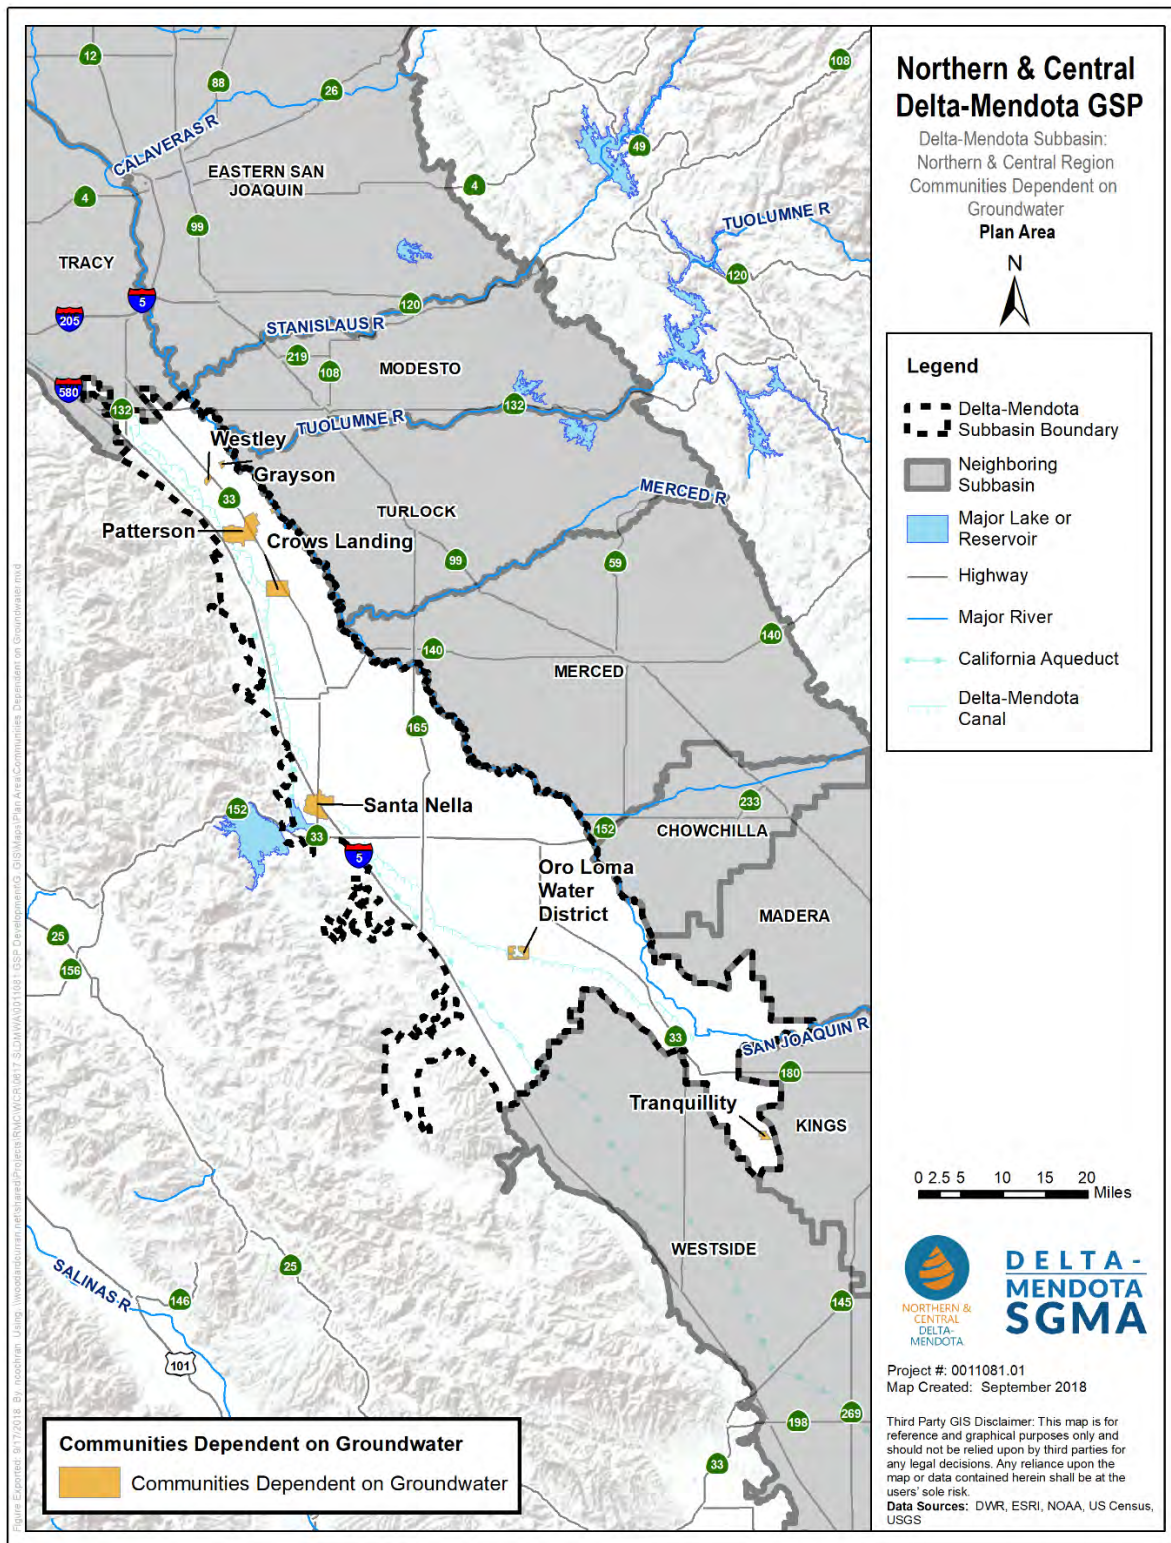 Northern & Central
Delta-Mendota GSP
Delta-Mendota Subbasin:
Northern & Central Region
Communities Dependent on
Groundwater
Plan Area
N
Legend
Delta-Mendota
Subbasin Boundary
Neighboring
Subbasin
Major Lake or
Reservoir
Highway
Major River
California Aqueduct
Delta-Mendota
Canal
0 2.5 5 10 15 20
Miles
NORTHERN
& CENTRAL
DELTA-
MENDOTA
DELTA-
MENDOTA
SGMA
Project #: 0011081.01
Map Created: September 2018
Third Party GIS Disclaimer: This map is for
reference and graphical purposes only and
should not be relied upon by third parties for
any legal decisions. Any reliance upon the
map or data contained herein shall be at the
users' sole risk.
Data Sources: DWR, ESRI, NOAA, US Census,
USGS
12
88
26
108
CALAVERAS R
49
EASTERN SAN
JOAQUIN
4
4
99
TUOLUMNE R
TRACY
120
5
120
205
STANISLAUS R
219
108
MODESTO
580
132
132
TUOLUMNE R
Westley
Grayson
MERCED R
33
TURLOCK
Patterson
Crows Landing
99
59
140
140
MERCED
165
Santa Nella
152
233
33
152
CHOWCHILLA
5
Oro Loma
Water
District
MADERA
25
156
33
SAN JOAQUIN R
180
Tranquillity
KINGS
WESTSIDE
25
SALINAS R
146
145
101
198
269
33
Communities Dependent on Groundwater
Communities Dependent on Groundwater